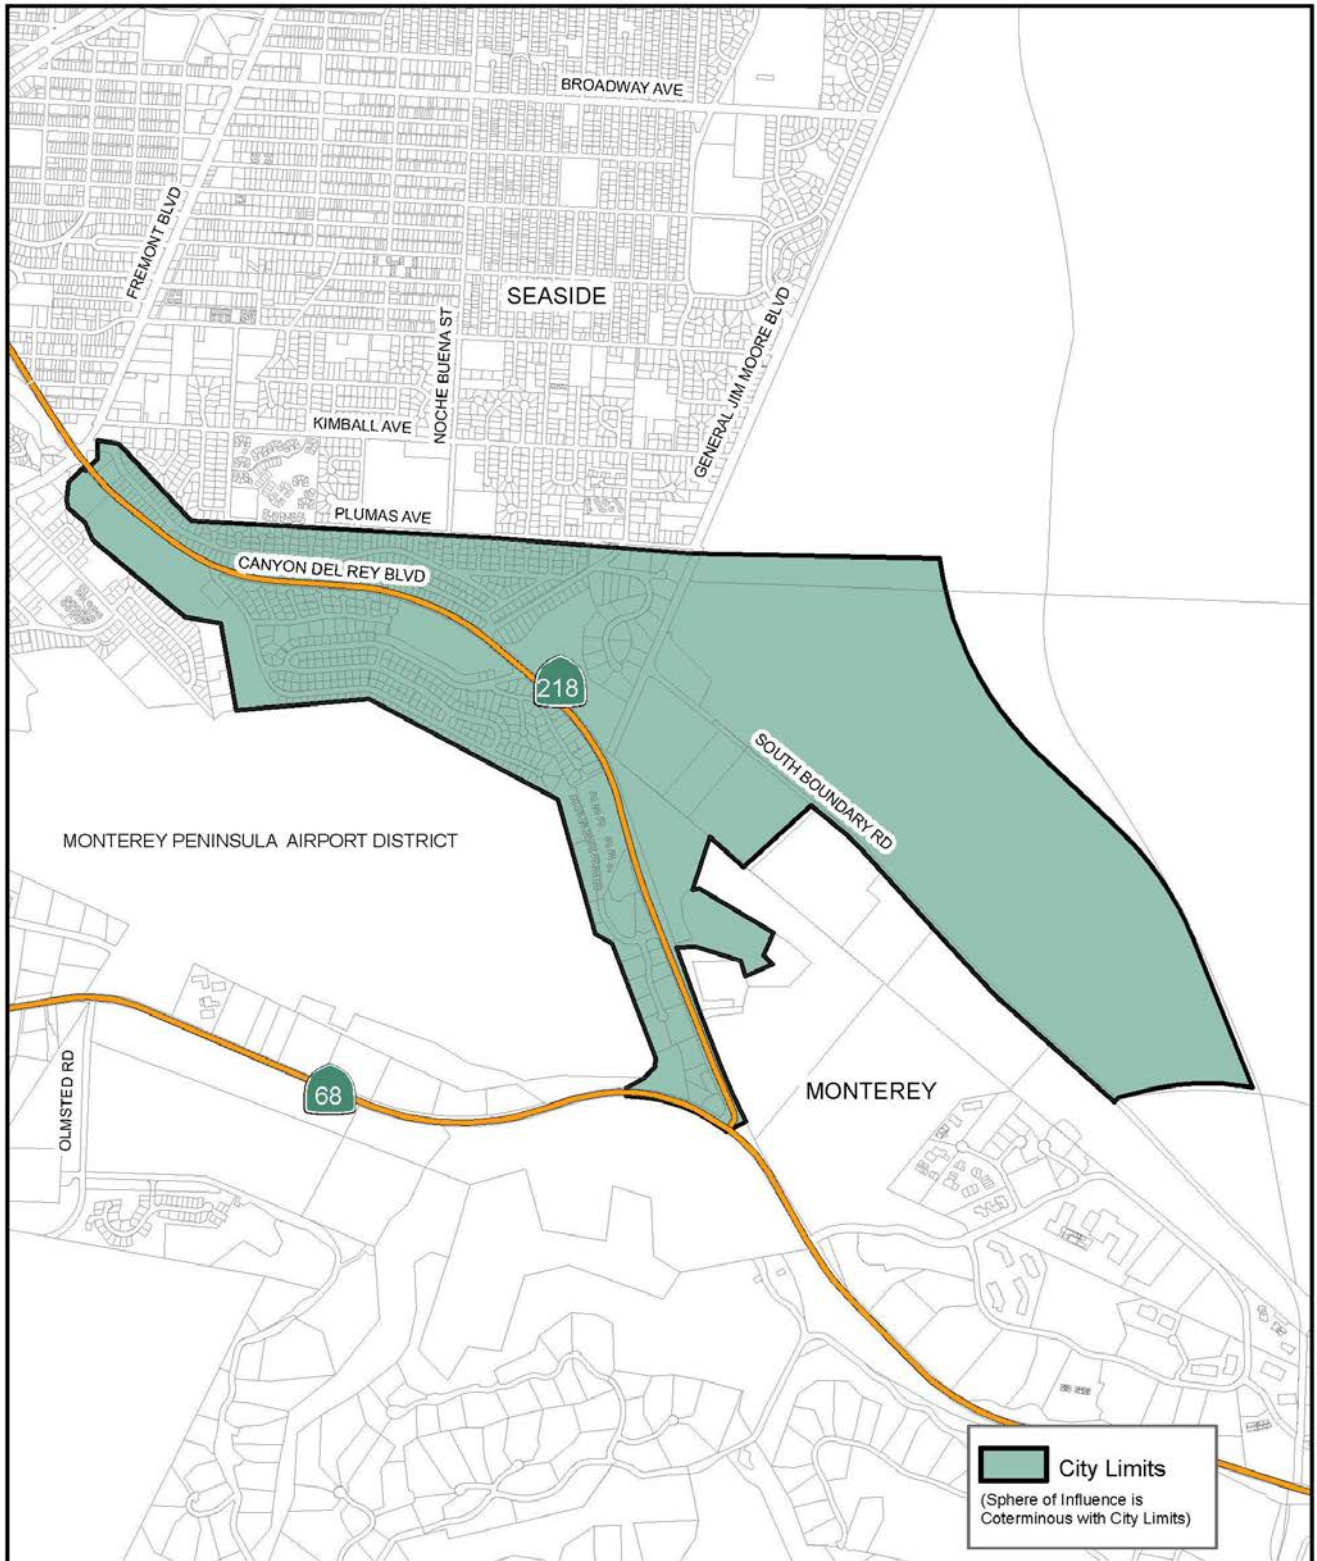 BROADWAY AVE
FREMONT BLVD
SEASIDE
NOCHE BUENA ST
GENERAL JIM MOORE BLVD
KIMBALL AVE
PLUMAS AVE
CANYON DEL REY BLVD
218
SOUTH BOUNDARY RD
MONTEREY PENINSULA AIRPORT DISTRICT
OLMSTED RD
68
MONTEREY
City Limits
(Sphere of Influence is
Coterminous with City Limits)